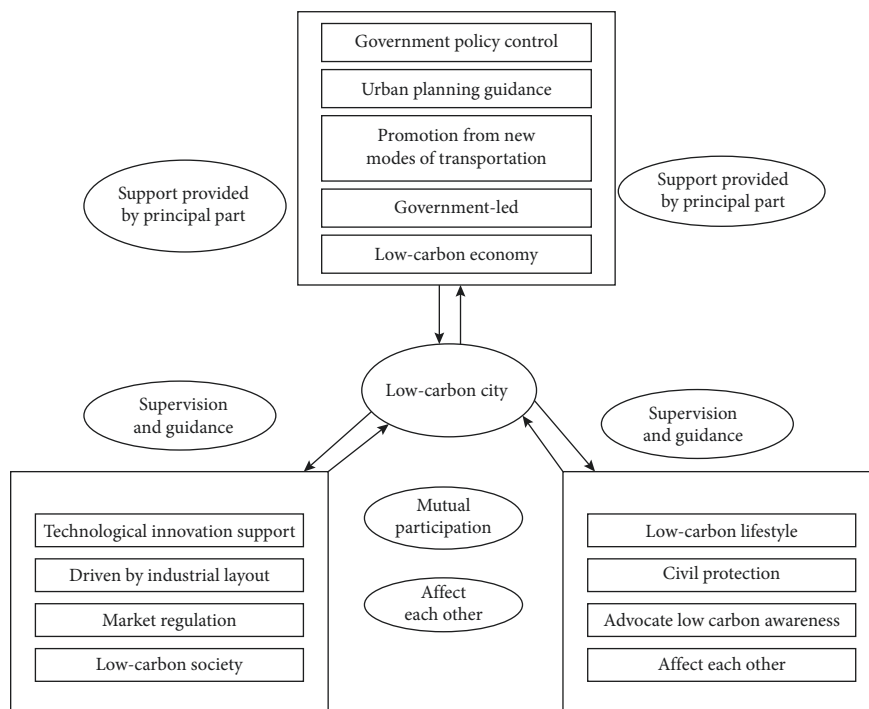 Government policy control
Urban planning guidance
Promotion from new
modes of transportation
Government-led
Low-carbon economy
Support provided
by principal part
Support provided
by principal part
Low-carbon city
Supervision
and guidance
Supervision
and guidance
Technological innovation support
Driven by industrial layout
Market regulation
Low-carbon society
Mutual
participation
Affect
each other
Low-carbon lifestyle
Civil protection
Advocate low carbon awareness
Affect each other